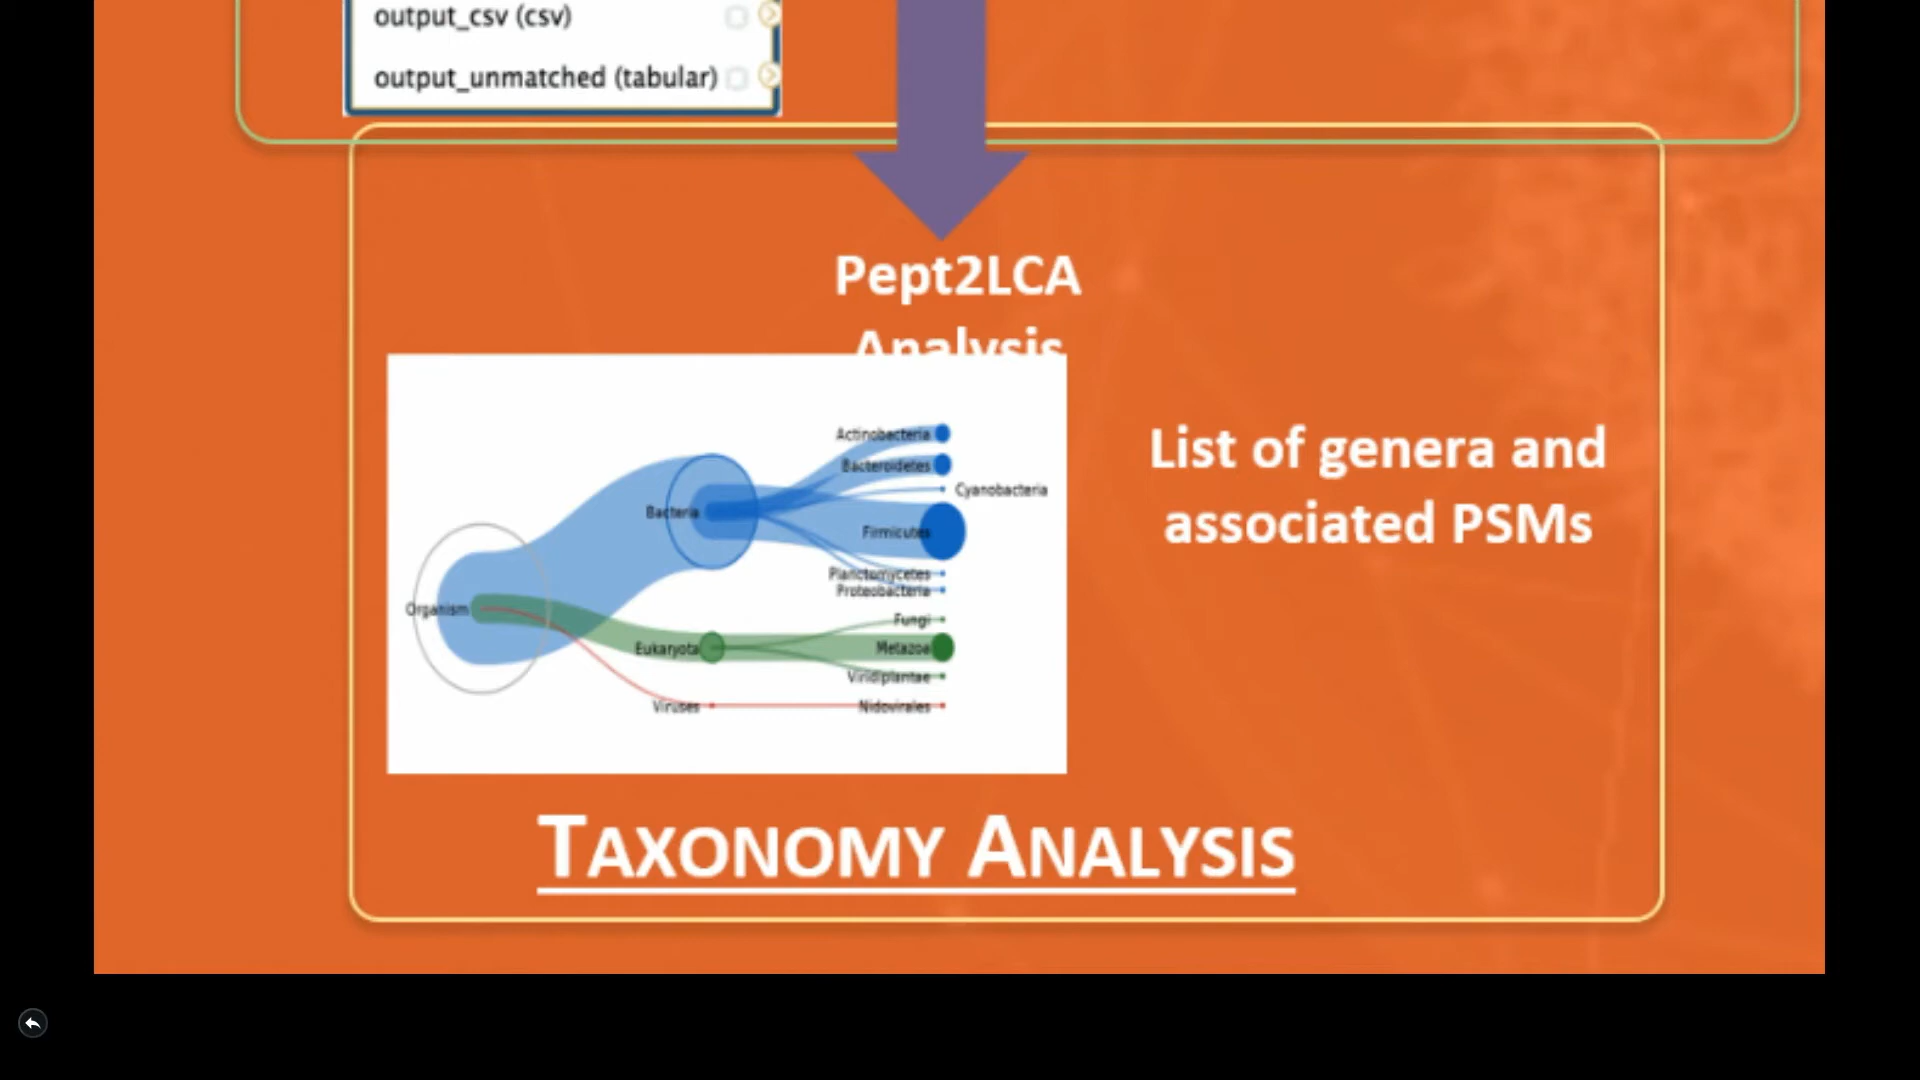 output_csv (csv)
output_unmatched (tabular)
Pept2LCA
Analysis
Actinobacteria
Bacteroidetes
Cyanobacteria
Bacteria
Firmicutes
Planctomycetes
Proteobacteria
Organism
Fungi
Eukaryota
Metazoa
Viridiplantae
Viruses
Nidovirales
List of genera and
associated PSMs
TAXONOMY ANALYSIS